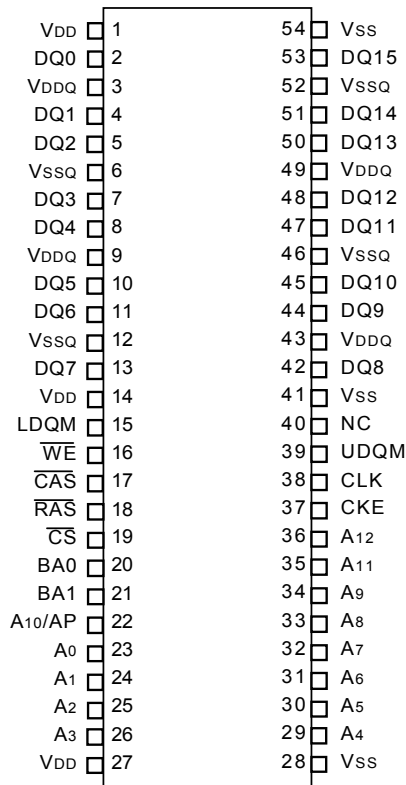 VDD 1 54 VSS
DQ0 2 53 DQ15
VDDQ 3 52 VSSQ
DQ1 4 51 DQ14
DQ2 5 50 DQ13
VSSQ 6 49 VDDQ
DQ3 7 48 DQ12
DQ4 8 47 DQ11
VDDQ 9 46 VSSQ
DQ5 10 45 DQ10
DQ6 11 44 DQ9
VSSQ 12 43 VDDQ
DQ7 13 42 DQ8
VDD 14 41 VSS
LDQM 15 40 NC
W̅E̅ 16 39 UDQM
C̅A̅S̅ 17 38 CLK
R̅A̅S̅ 18 37 CKE
C̅S̅ 19 36 A12
BA0 20 35 A11
BA1 21 34 A9
A10/AP 22 33 A8
A0 23 32 A7
A1 24 31 A6
A2 25 30 A5
A3 26 29 A4
VDD 27 28 VSS